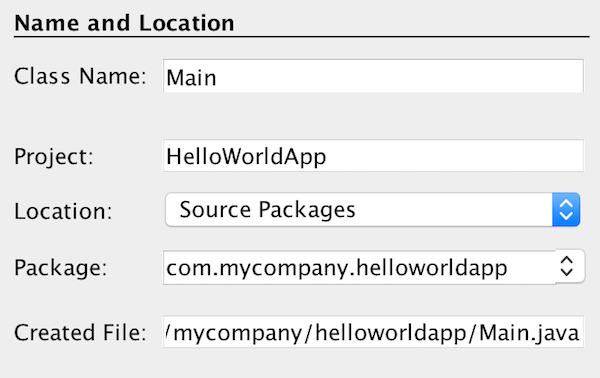 Name and Location
Class Name: Main
Project: HelloWorldApp
Location: Source Packages
Package: com.mycompany.helloworldapp
Created File: /mycompany/helloworldapp/Main.java